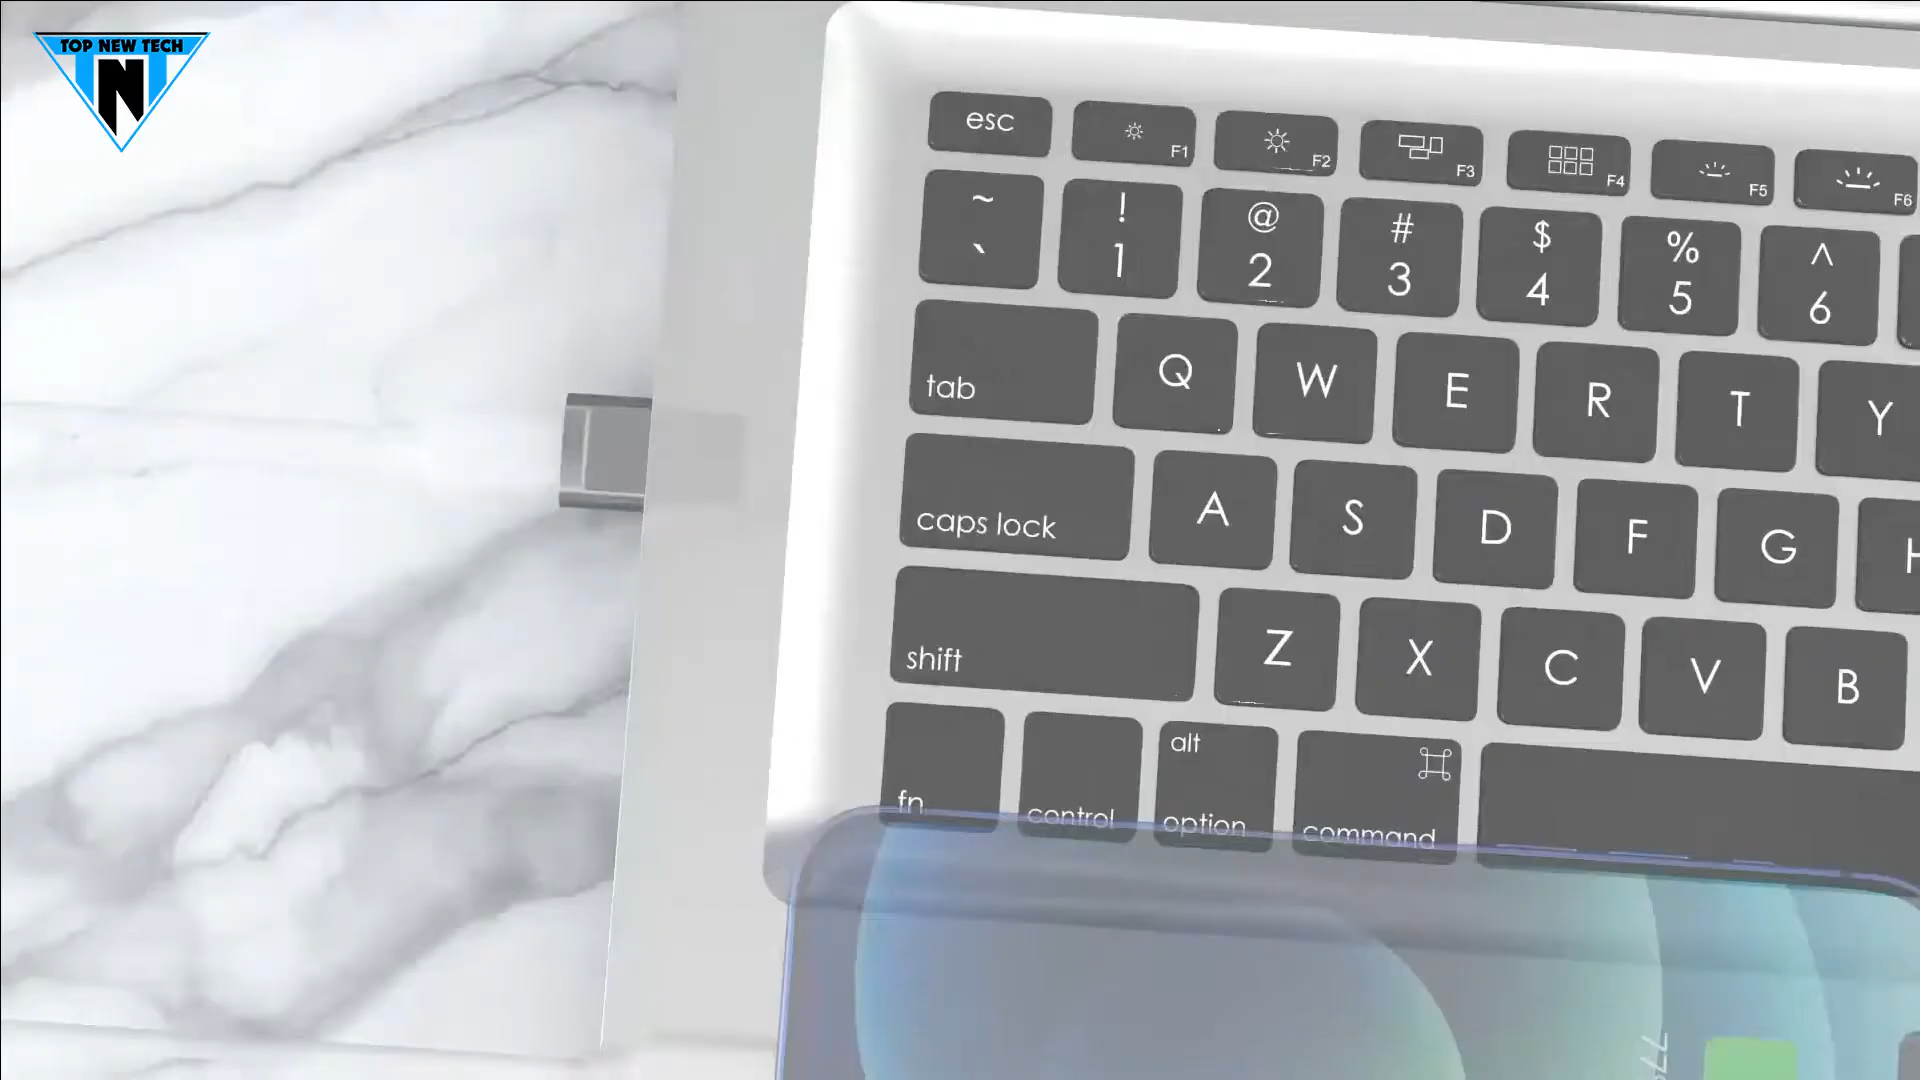 TOP NEW TECH
N
esc
F1
F2
F3
F4
F5
F6
~ ! @ # $ % ^
` 1 2 3 4 5 6
tab Q W E R T Y
caps lock A S D F G H
shift Z X C V B
alt
fn control option command